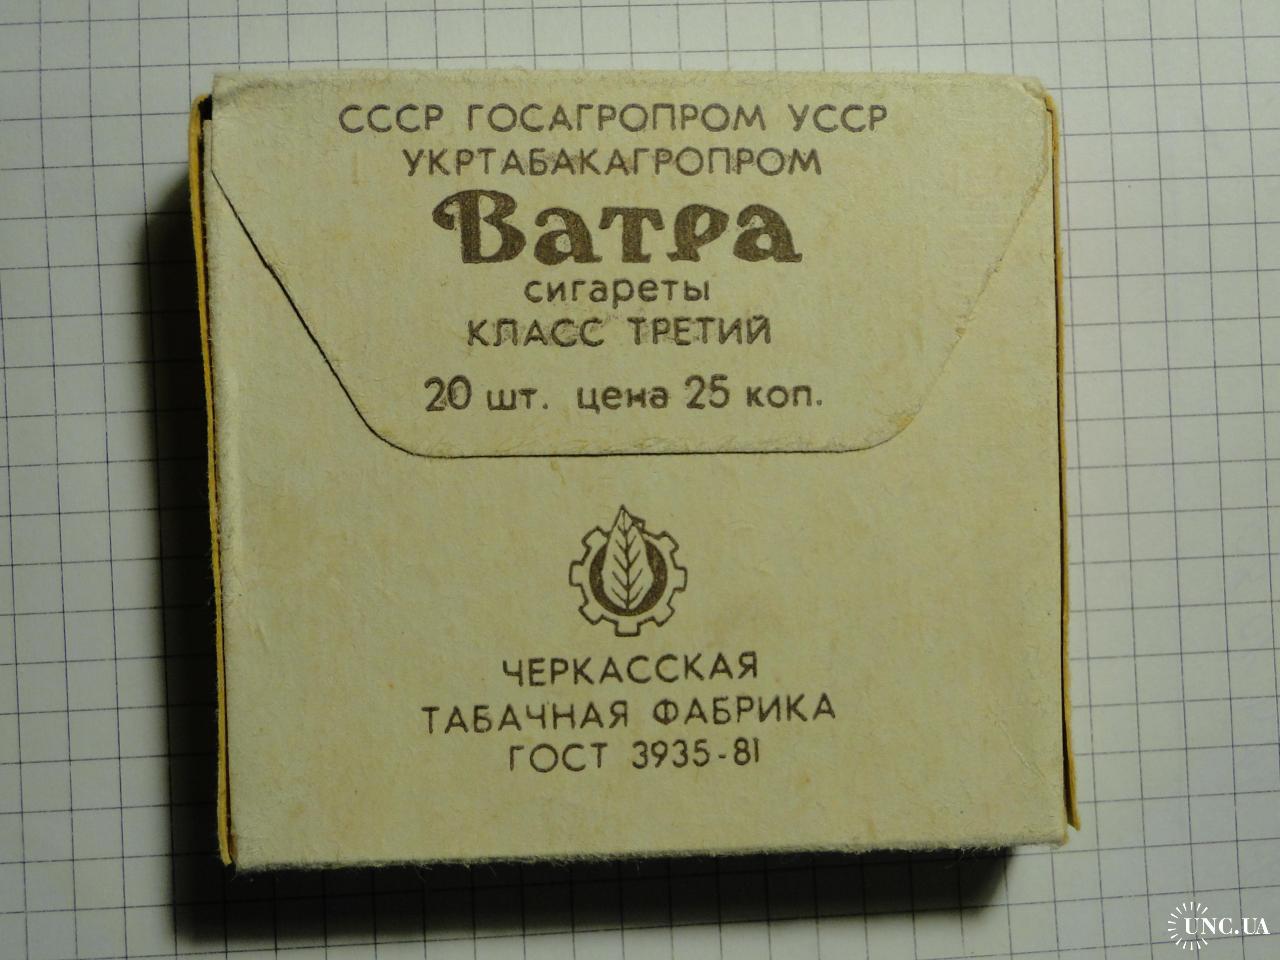 СССР ГОСАГРОПРОМ УССР
УКРТАБАКАГРОПРОМ
Ватра
сигареты
КЛАСС ТРЕТИЙ
20 шт. цена 25 коп.
ЧЕРКАССКАЯ
ТАБАЧНАЯ ФАБРИКА
ГОСТ 3935-81
UNC.UA